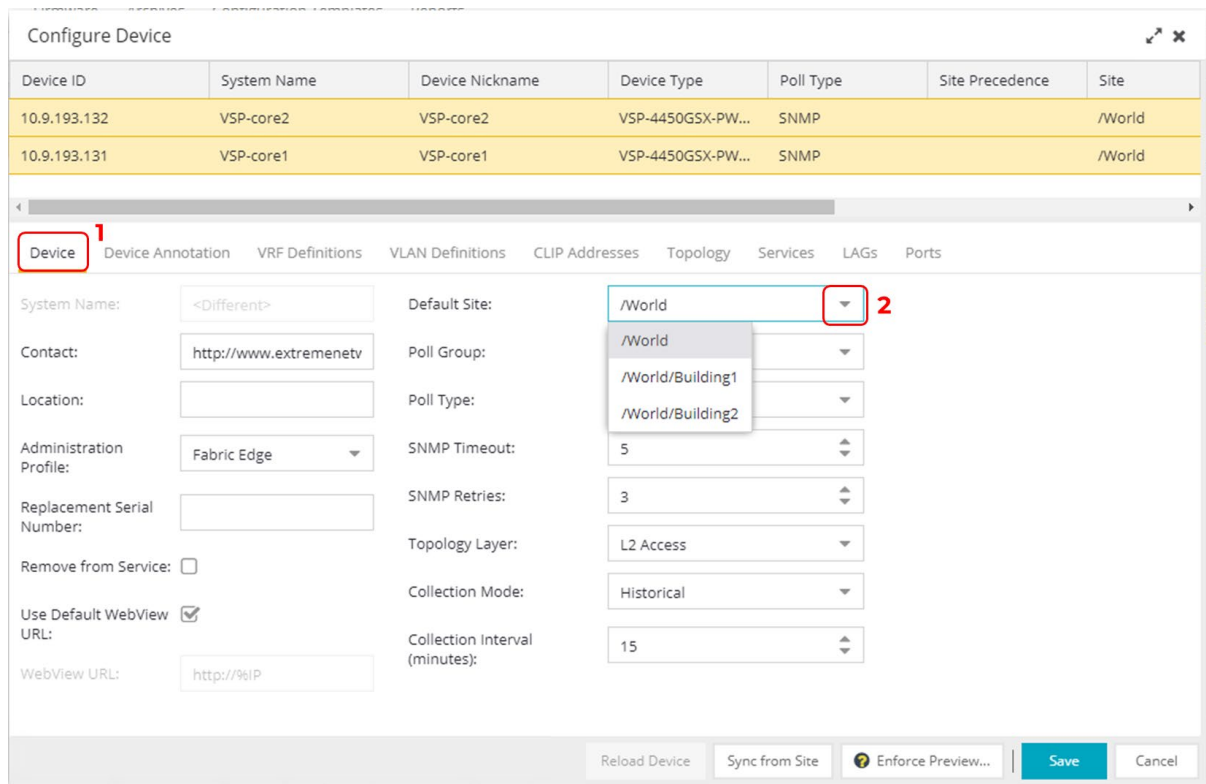 Firmware Archives Configuration Templates Reports
Configure Device
Device ID System Name Device Nickname Device Type Poll Type Site Precedence Site
10.9.193.132 VSP-core2 VSP-core2 VSP-4450GSX-PW... SNMP /World
10.9.193.131 VSP-core1 VSP-core1 VSP-4450GSX-PW... SNMP /World
1
Device Device Annotation VRF Definitions VLAN Definitions CLIP Addresses Topology Services LAGs Ports
System Name: <Different> Default Site: /World 2
/World
Contact: http://www.extremenetv Poll Group:
/World/Building1
Location: Poll Type:
/World/Building2
Administration
Profile: Fabric Edge SNMP Timeout: 5
Replacement Serial
Number: SNMP Retries: 3
Topology Layer: L2 Access
Remove from Service:
Collection Mode: Historical
Use Default WebView
URL:
Collection Interval
(minutes): 15
WebView URL: http://%IP
Reload Device Sync from Site Enforce Preview... Save Cancel